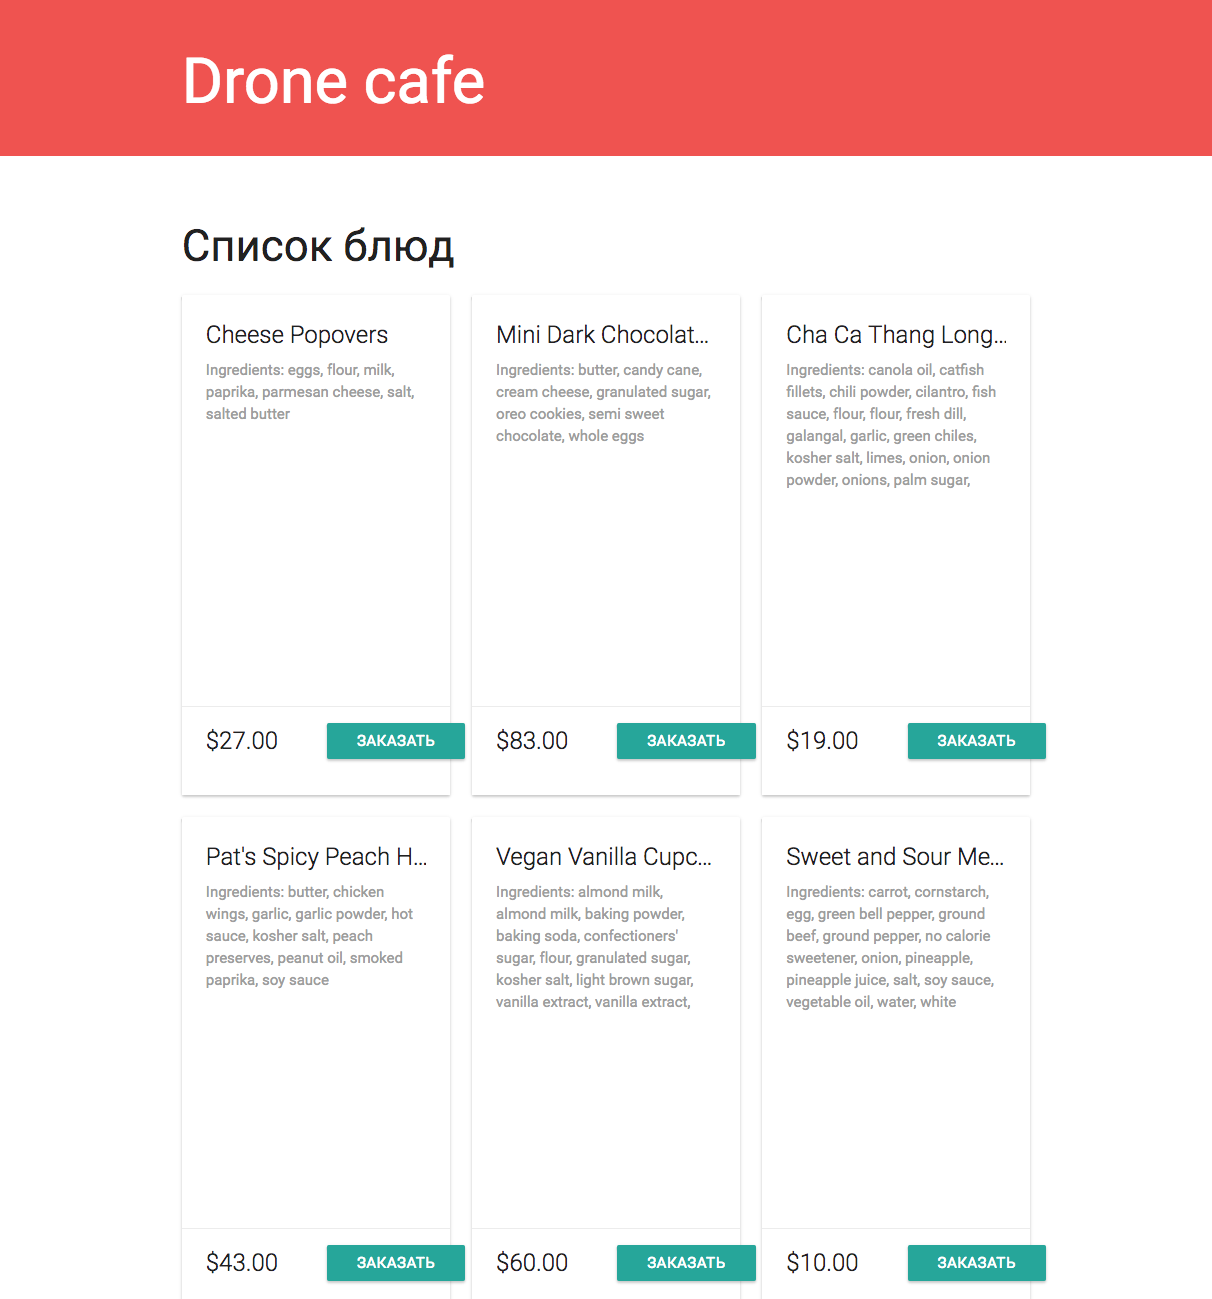 Drone cafe
Список блюд
Cheese Popovers
Ingredients: eggs, flour, milk,
paprika, parmesan cheese, salt,
salted butter
$27.00
ЗАКАЗАТЬ
Mini Dark Chocolat...
Ingredients: butter, candy cane,
cream cheese, granulated sugar,
oreo cookies, semi sweet
chocolate, whole eggs
$83.00
ЗАКАЗАТЬ
Cha Ca Thang Long...
Ingredients: canola oil, catfish
fillets, chili powder, cilantro, fish
sauce, flour, flour, fresh dill,
galangal, garlic, green chiles,
kosher salt, limes, onion, onion
powder, onions, palm sugar,
$19.00
ЗАКАЗАТЬ
Pat's Spicy Peach H...
Ingredients: butter, chicken
wings, garlic, garlic powder, hot
sauce, kosher salt, peach
preserves, peanut oil, smoked
paprika, soy sauce
$43.00
ЗАКАЗАТЬ
Vegan Vanilla Cupc...
Ingredients: almond milk,
almond milk, baking powder,
baking soda, confectioners'
sugar, flour, granulated sugar,
kosher salt, light brown sugar,
vanilla extract, vanilla extract,
$60.00
ЗАКАЗАТЬ
Sweet and Sour Me...
Ingredients: carrot, cornstarch,
egg, green bell pepper, ground
beef, ground pepper, no calorie
sweetener, onion, pineapple,
pineapple juice, salt, soy sauce,
vegetable oil, water, white
$10.00
ЗАКАЗАТЬ